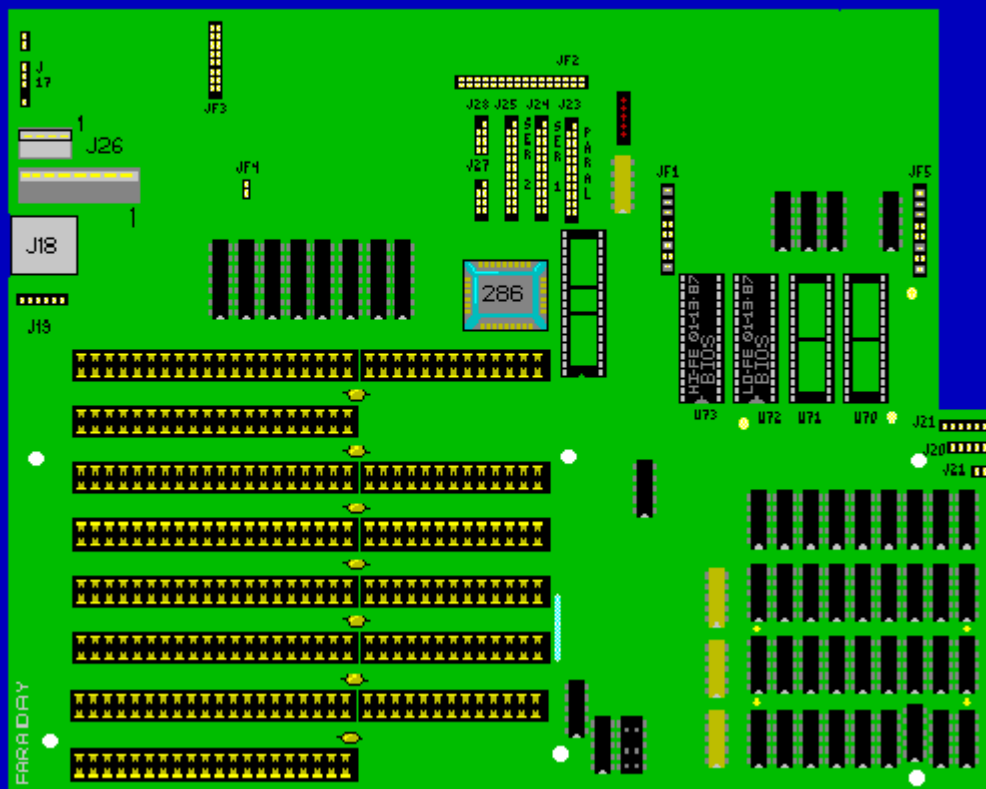 J
17
JF3
JF2
1
J26
J28 J25 J24 J23
SER 2
SER 1
PARAL
J27
JF4
JF1
JF5
1
J18
J19
286
HI-FE 01-13-87
BIOS
LO-FE 01-13-87
BIOS
U73
U72
U71
U70
J21
J20
J21
FARADAY